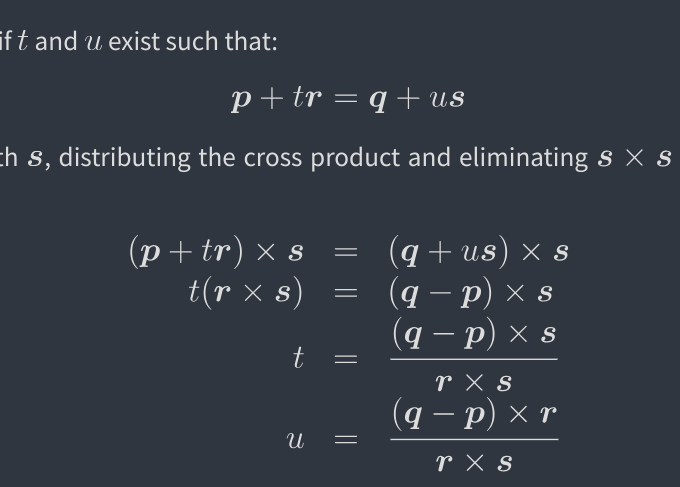 if t and u exist such that:
p + tr = q + us
th s, distributing the cross product and eliminating s × s
(p + tr) × s = (q + us) × s
t(r × s) = (q − p) × s
t = (q − p) × s / r × s
u = (q − p) × r / r × s